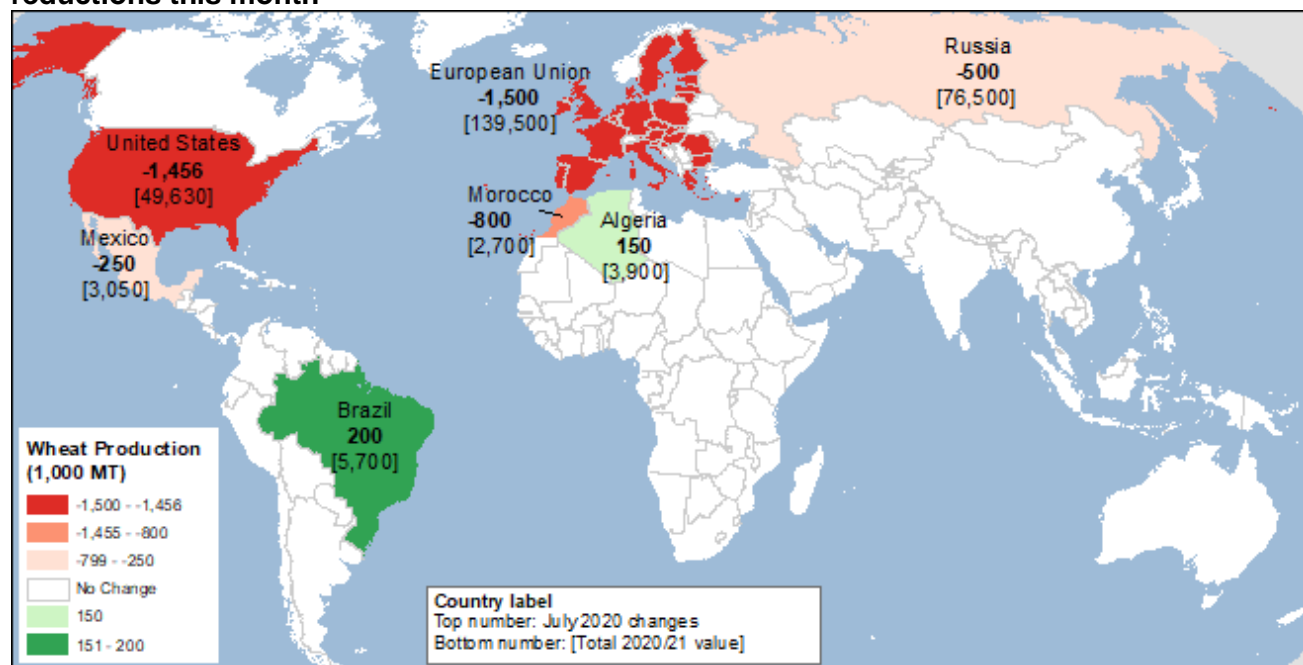 reductions this month
United States
-1,456
[49,630]
Mexico
-250
[3,050]
Brazil
200
[5,700]
European Union
-1,500
[139,500]
Morocco
-800
[2,700]
Algeria
150
[3,900]
Russia
-500
[76,500]
Wheat Production
(1,000 MT)
-1,500 - -1,456
-1,455 - -800
-799 - -250
No Change
150
151 - 200
Country label
Top number: July 2020 changes
Bottom number: [Total 2020/21 value]